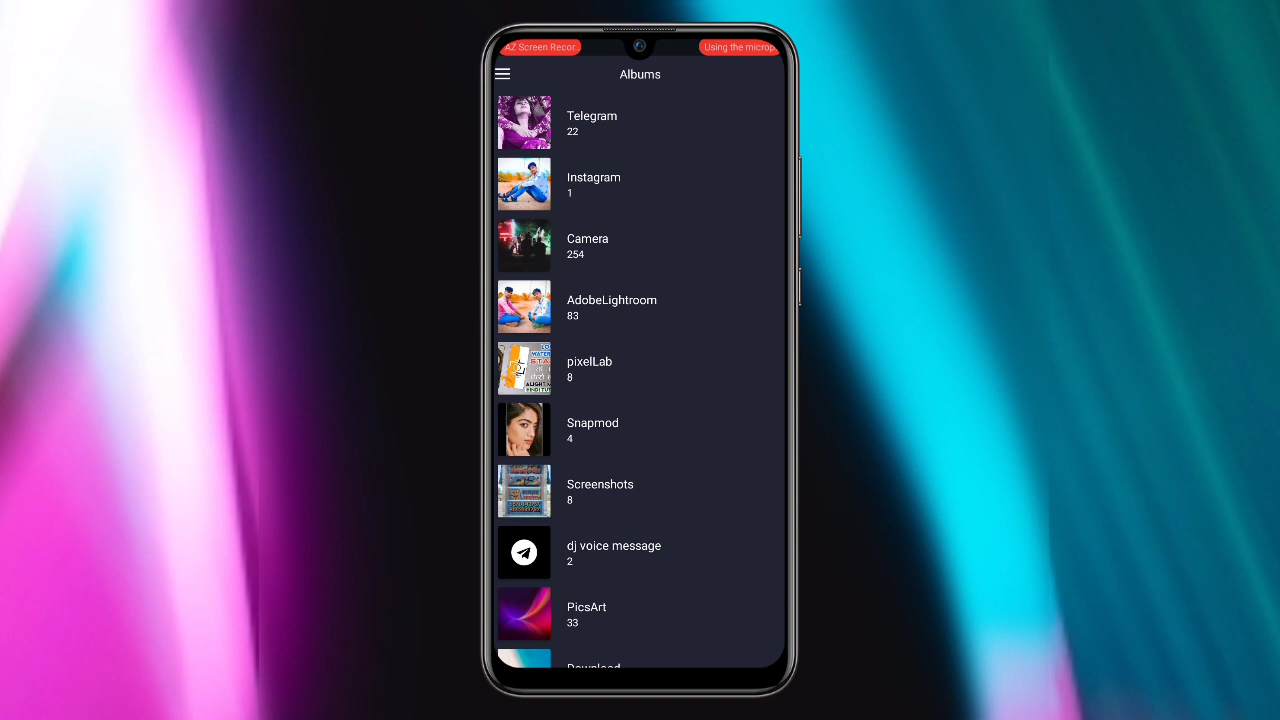 AZ Screen Recor..
Using the microp
Albums
Telegram
22
Instagram
1
Camera
254
AdobeLightroom
83
pixelLab
8
Snapmod
4
Screenshots
8
dj voice message
2
PicsArt
33
Download